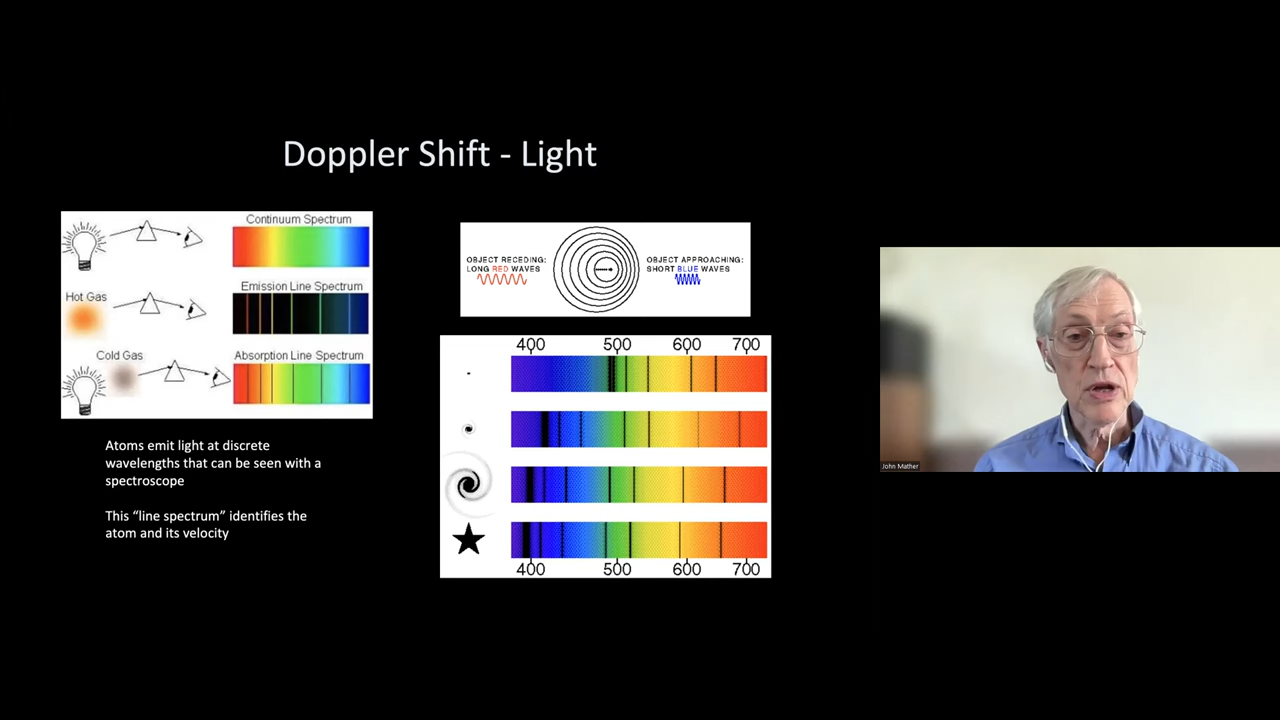 Doppler Shift - Light
Continuum Spectrum
Emission Line Spectrum
Hot Gas
Cold Gas
Absorption Line Spectrum
Atoms emit light at discrete
wavelengths that can be seen with a
spectroscope
This “line spectrum” identifies the
atom and its velocity
OBJECT RECEDING:
LONG RED WAVES
OBJECT APPROACHING:
SHORT BLUE WAVES
400 500 600 700
400 500 600 700
John Mather